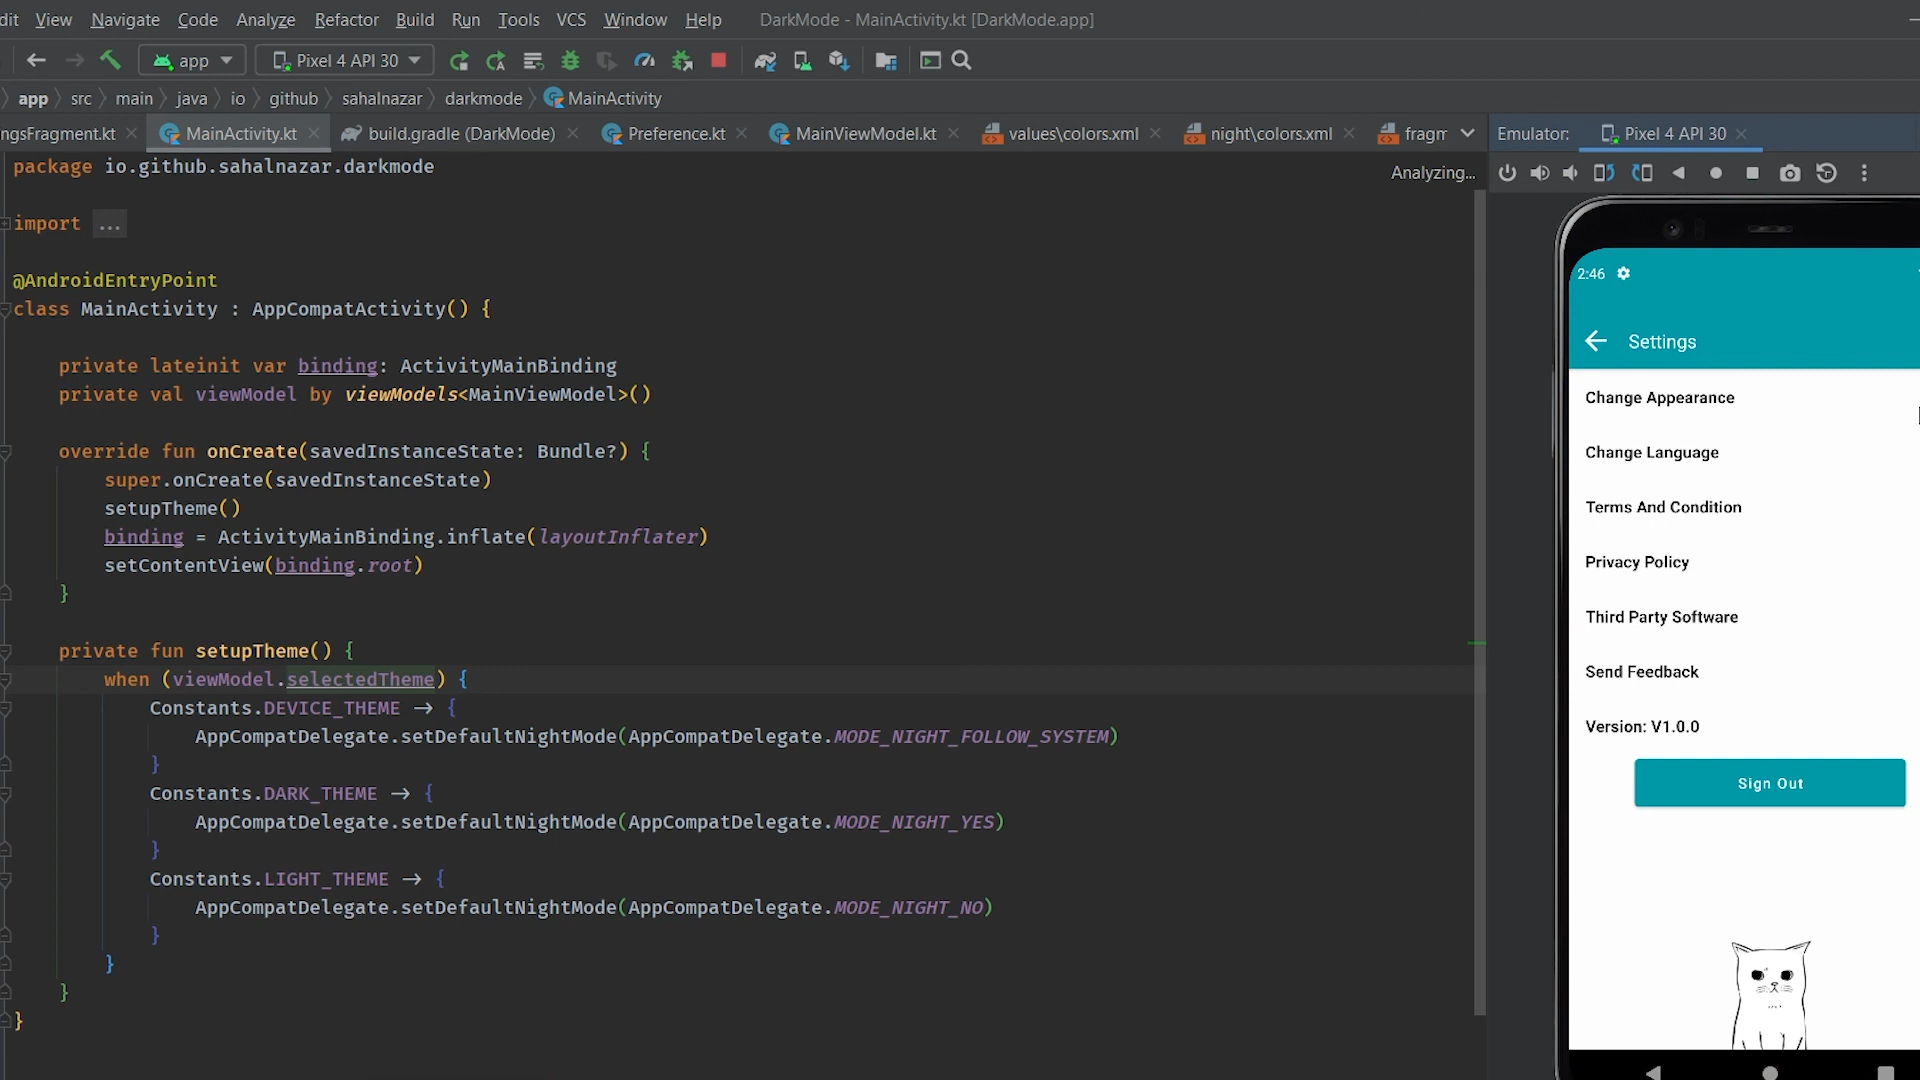 dit View Navigate Code Analyze Refactor Build Run Tools VCS Window Help DarkMode - MainActivity.kt [DarkMode.app]
app Pixel 4 API 30
app src main java io github sahalnazar darkmode MainActivity
ngsFragment.kt MainActivity.kt build.gradle (DarkMode) Preference.kt MainViewModel.kt values\colors.xml night\colors.xml fragm Emulator: Pixel 4 API 30
package io.github.sahalnazar.darkmode
Analyzing...
import ...
@AndroidEntryPoint
class MainActivity : AppCompatActivity() {
private lateinit var binding: ActivityMainBinding
private val viewModel by viewModels<MainViewModel>()
override fun onCreate(savedInstanceState: Bundle?) {
super.onCreate(savedInstanceState)
setupTheme()
binding = ActivityMainBinding.inflate(layoutInflater)
setContentView(binding.root)
}
private fun setupTheme() {
when (viewModel.selectedTheme) {
Constants.DEVICE_THEME → {
AppCompatDelegate.setDefaultNightMode(AppCompatDelegate.MODE_NIGHT_FOLLOW_SYSTEM)
}
Constants.DARK_THEME → {
AppCompatDelegate.setDefaultNightMode(AppCompatDelegate.MODE_NIGHT_YES)
}
Constants.LIGHT_THEME → {
AppCompatDelegate.setDefaultNightMode(AppCompatDelegate.MODE_NIGHT_NO)
}
}
}
}
2:46
Settings
Change Appearance
Change Language
Terms And Condition
Privacy Policy
Third Party Software
Send Feedback
Version: V1.0.0
Sign Out